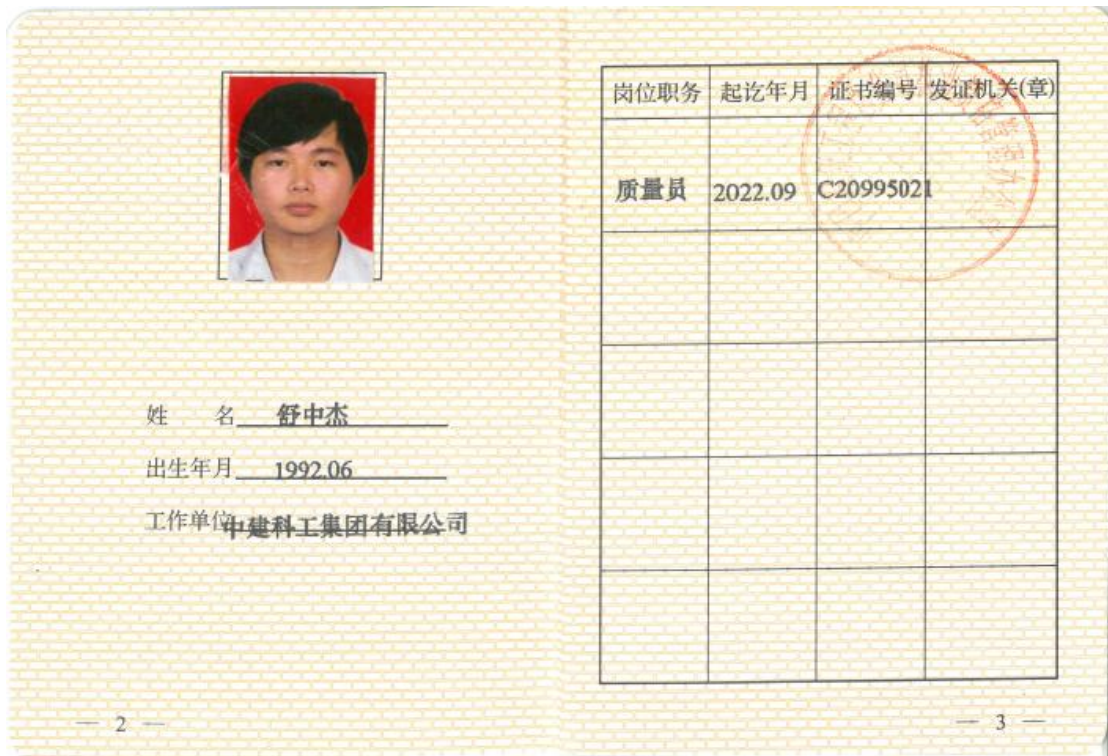 姓 名 舒中杰
出生年月 1992.06
工作单位 中建科工集团有限公司
— 2 —
岗位职务 起讫年月 证书编号 发证机关(章)
质量员 2022.09 C20995021
— 3 —